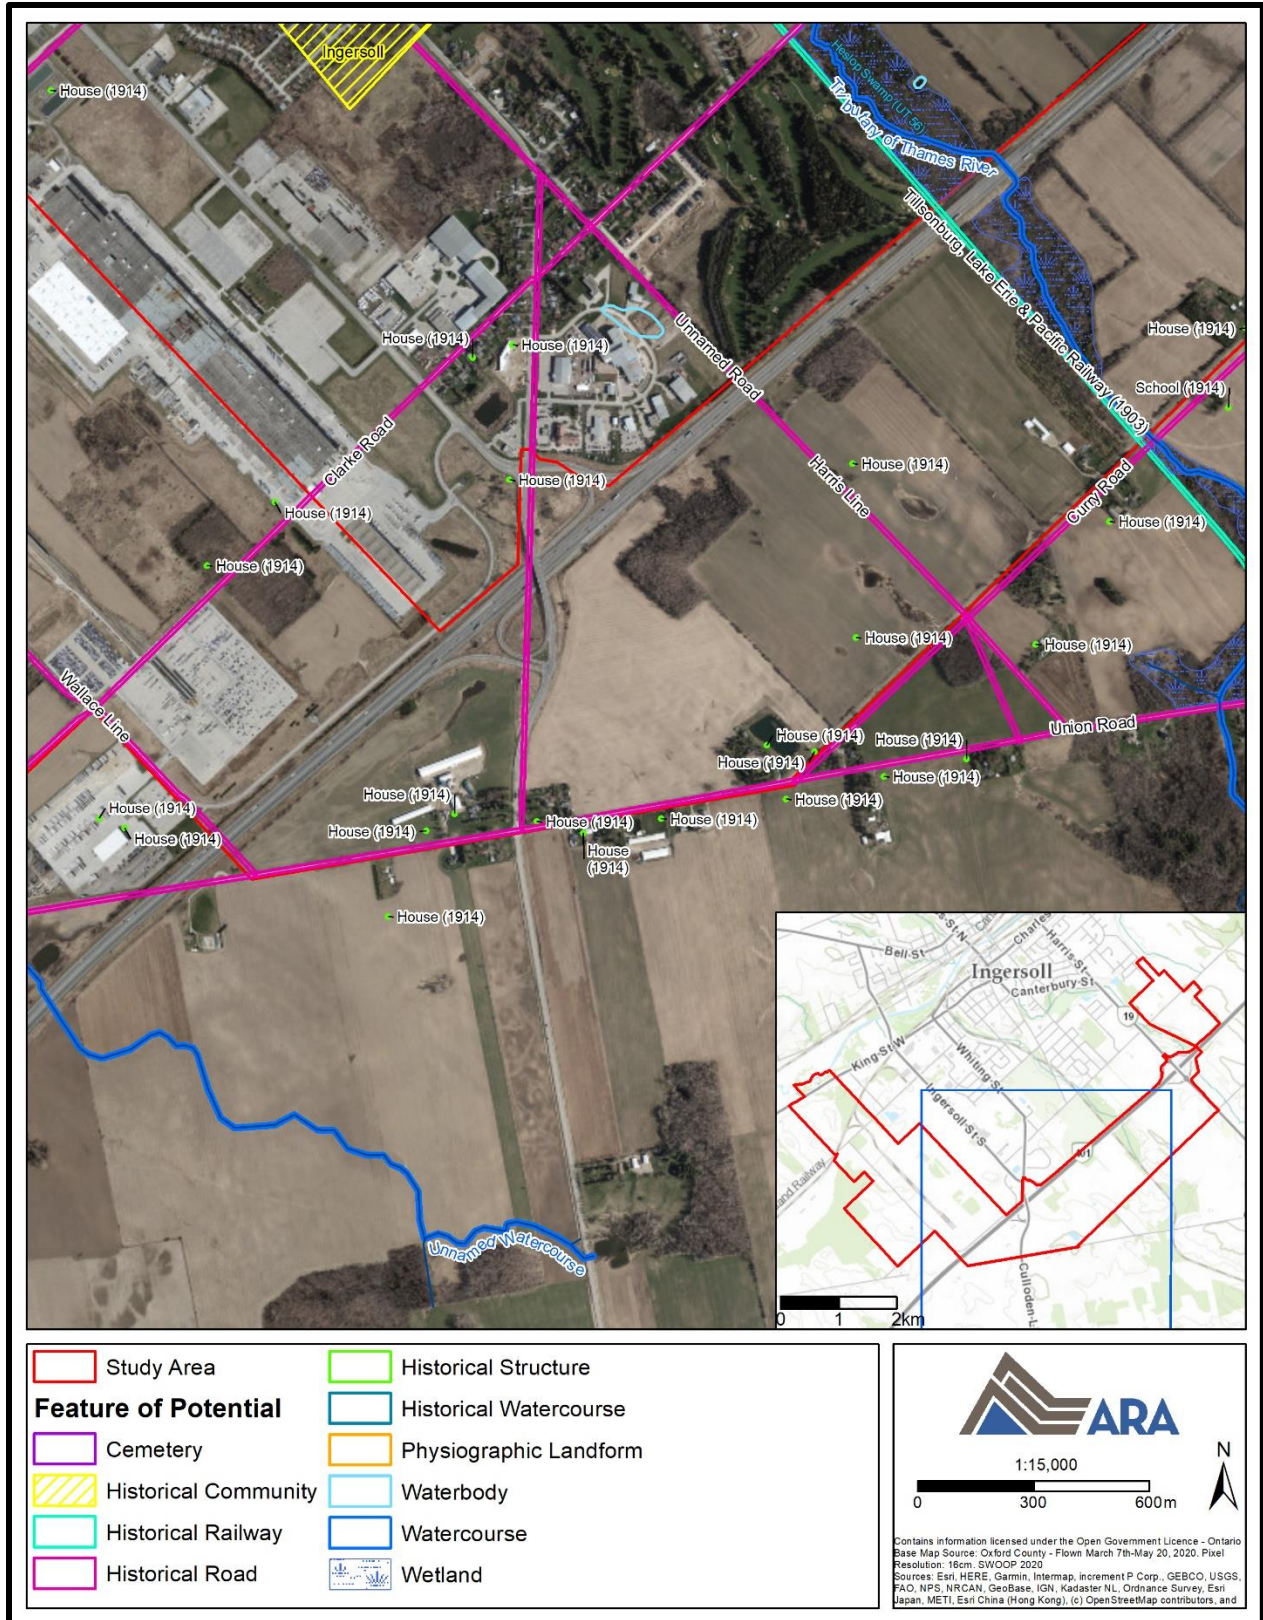 Ingersoll
House (1914)
Heslop Swamp (UT 56)
Tributary of Thames River
Tillsonburg, Lake Erie & Pacific Railway (1903)
House (1914)
House (1914)
House (1914)
Unnamed Road
School (1914)
Clarke Road
House (1914)
House (1914)
Harris Line
Curry Road
House (1914)
House (1914)
House (1914)
House (1914)
House (1914)
Wallace Line
Union Road
House (1914)
House (1914)
House (1914)
House (1914)
House (1914)
House (1914)
House (1914)
House (1914)
House (1914)
House (1914)
House (1914)
House
(1914)
House (1914)
Unnamed Watercourse
Bell-St
s-St-N
Charles
Harris-St
Ingersoll
Canterbury-St
19
King-St-W
Whiting-St
Ingersoll-St-S
401
and Railway
Culloden-L
0 1 2km
Study Area
Feature of Potential
Cemetery
Historical Community
Historical Railway
Historical Road
Historical Structure
Historical Watercourse
Physiographic Landform
Waterbody
Watercourse
Wetland
ARA
1:15,000
N
0 300 600m
Contains information licensed under the Open Government Licence - Ontario
Base Map Source: Oxford County - Flown March 7th-May 20, 2020. Pixel
Resolution: 16cm. SWOOP 2020
Sources: Esri, HERE, Garmin, Intermap, increment P Corp., GEBCO, USGS,
FAO, NPS, NRCAN, GeoBase, IGN, Kadaster NL, Ordnance Survey, Esri
Japan, METI, Esri China (Hong Kong), (c) OpenStreetMap contributors, and